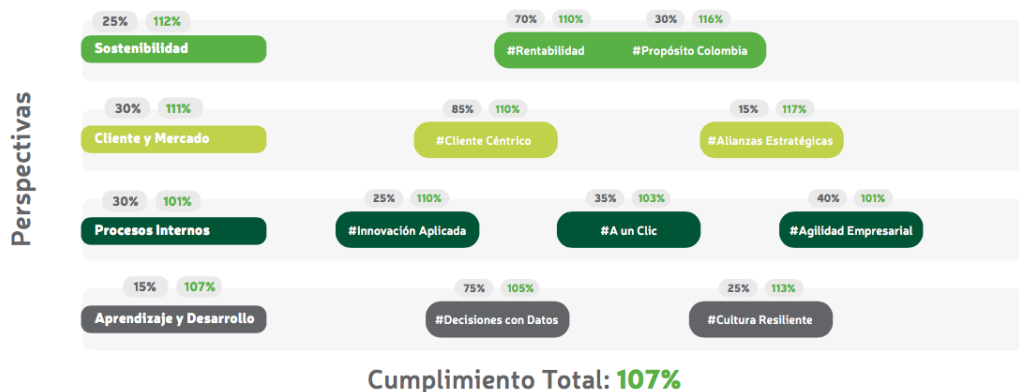 25% 112%
Sostenibilidad
70% 110% 30% 116%
#Rentabilidad #Propósito Colombia
30% 111%
Cliente y Mercado
85% 110% 15% 117%
#Cliente Céntrico #Alianzas Estratégicas
30% 101%
Procesos Internos
25% 110% 35% 103% 40% 101%
#Innovación Aplicada #A un Clic #Agilidad Empresarial
15% 107%
Aprendizaje y Desarrollo
75% 105% 25% 113%
#Decisiones con Datos #Cultura Resiliente
Perspectivas
Cumplimiento Total: 107%